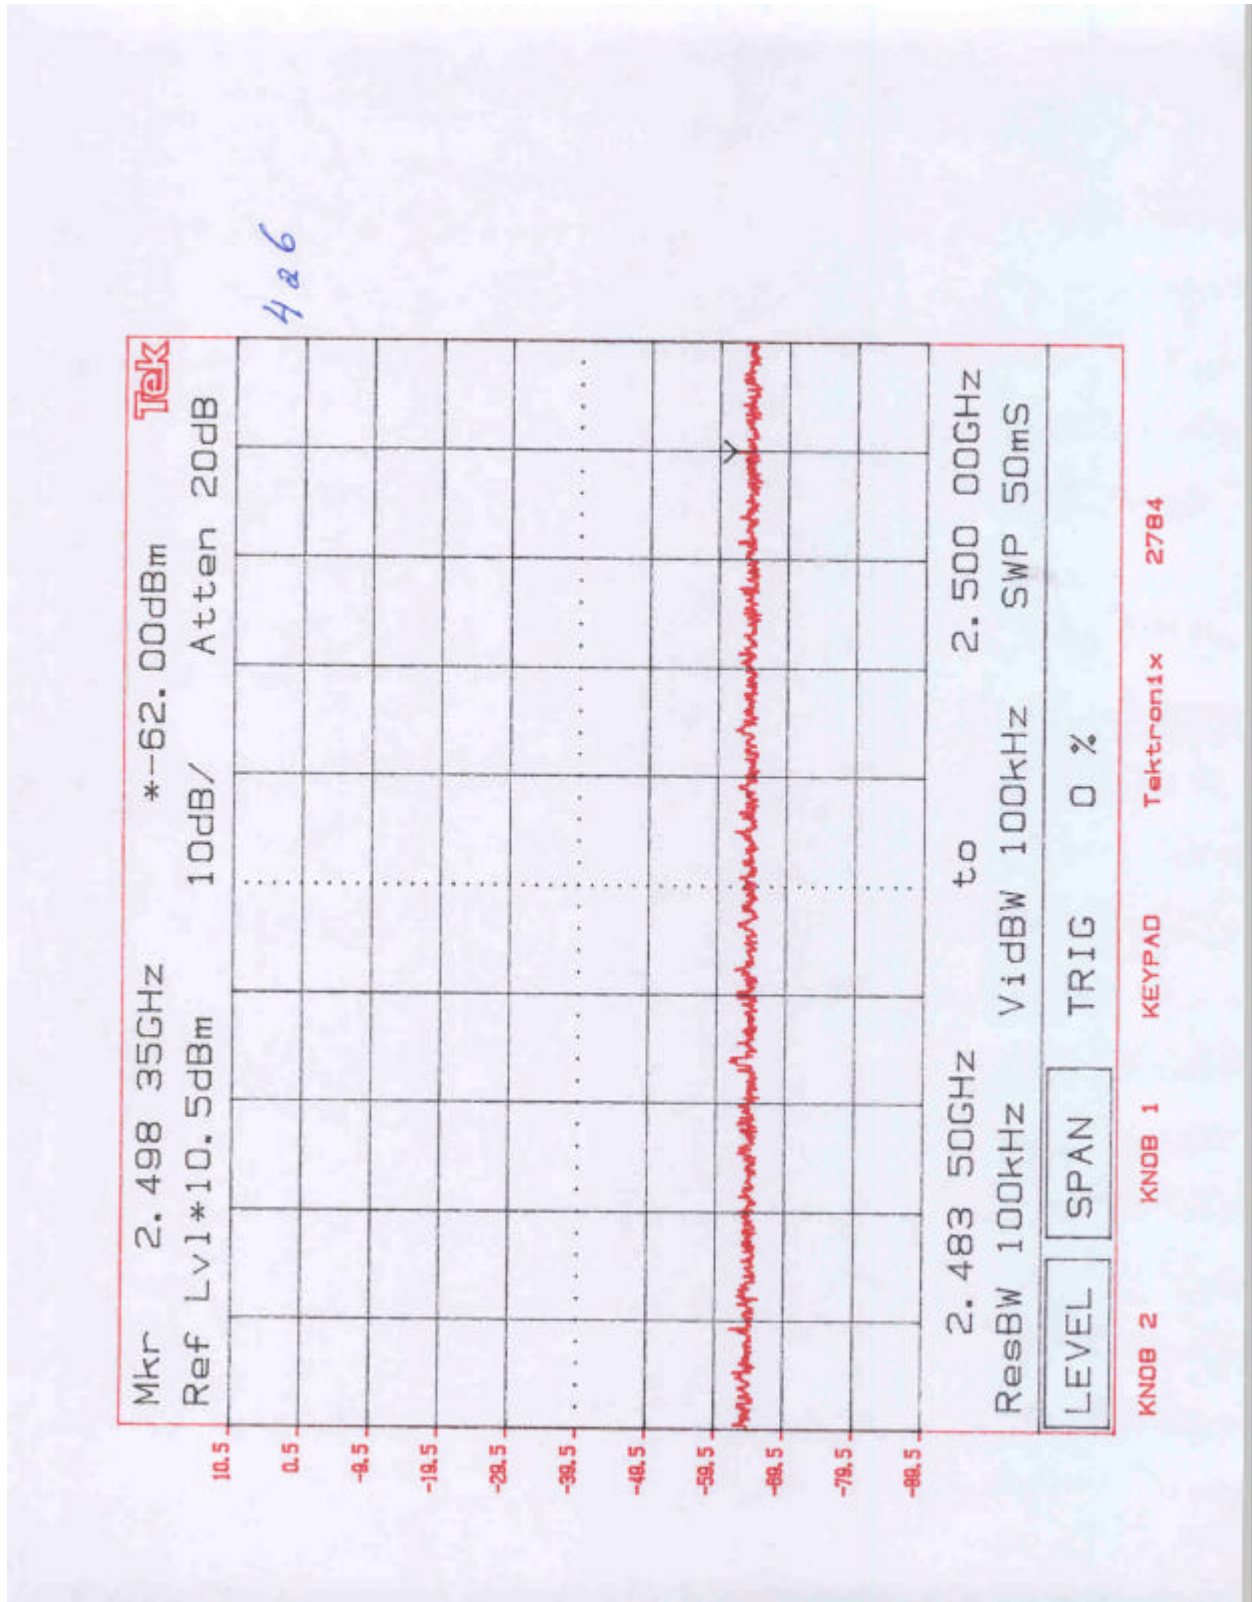 4 a 6
Mkr 2.498 35GHz *-62.00dBm Tek
Ref Lvl*10.5dBm 10dB/ Atten 20dB
10.5
0.5
-9.5
-19.5
-29.5
-39.5
-49.5
-59.5
-69.5
-79.5
-89.5
2.483 50GHz to 2.500 00GHz
ResBW 100kHz VidBW 100kHz SWP 50mS
LEVEL SPAN TRIG 0 %
KNOB 2 KNOB 1 KEYPAD Tektronix 2784